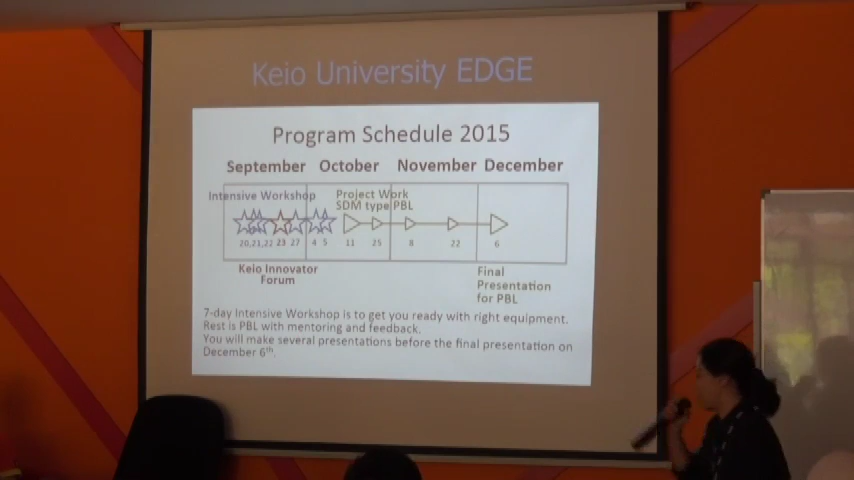 Keio University EDGE
Program Schedule 2015
September October November December
Intensive Workshop
Project Work
SDM type PBL
20,21,22 23 27 4 5 11 25 8 22 6
Keio Innovator
Forum
Final
Presentation
for PBL
7-day Intensive Workshop is to get you ready with right equipment.
Rest is PBL with mentoring and feedback.
You will make several presentations before the final presentation on
December 6th.